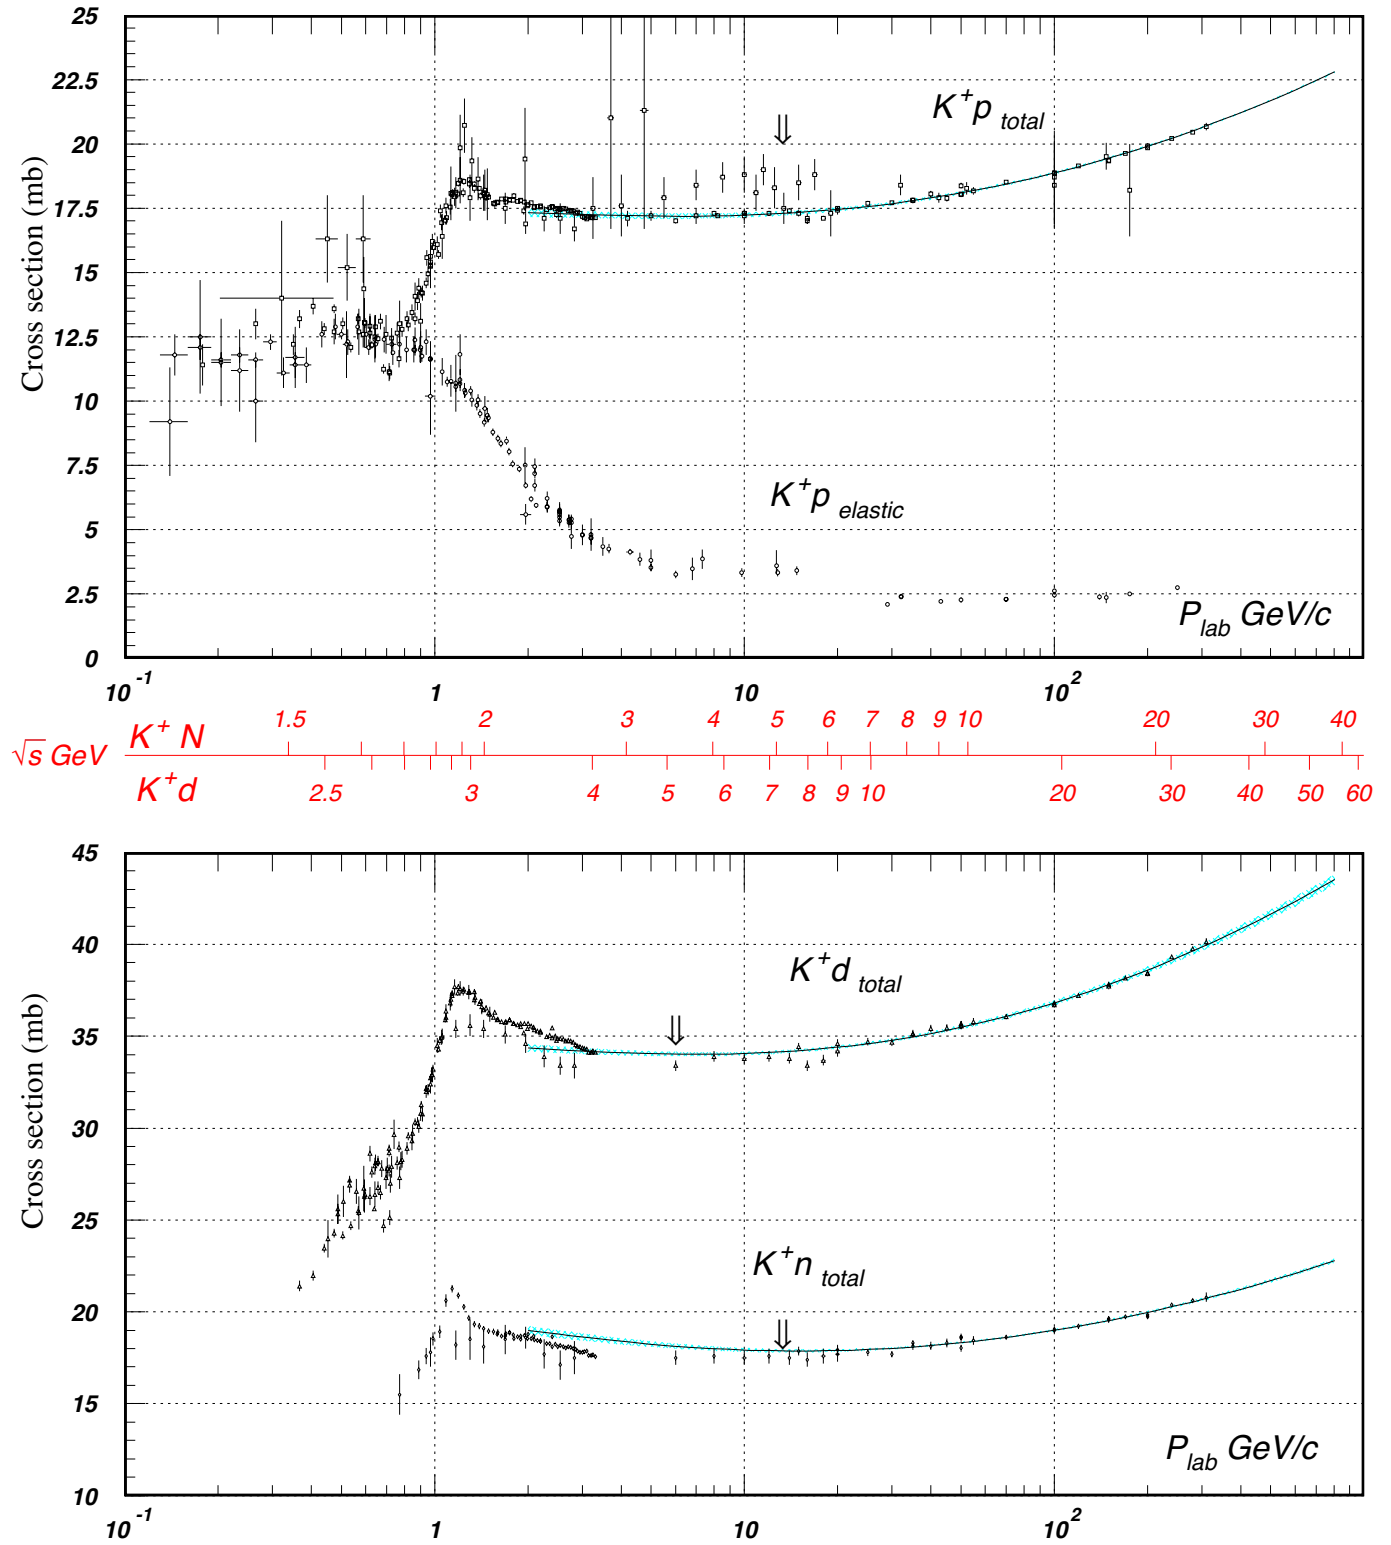 25
22.5
20
17.5
15
12.5
10
7.5
5
2.5
0
Cross section (mb)
K⁺p total
⇓
K⁺p elastic
P_lab GeV/c
10⁻¹ 1 10 10²
1.5 2 3 4 5 6 7 8 9 10 20 30 40
√s GeV K⁺ N
K⁺d 2.5 3 4 5 6 7 8 9 10 20 30 40 50 60
45
40
35
30
25
20
15
10
Cross section (mb)
K⁺d total
⇓
K⁺n total
⇓
P_lab GeV/c
10⁻¹ 1 10 10²